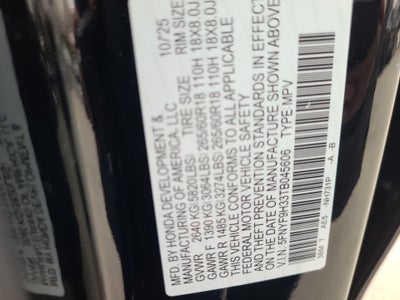 MFD BY HONDA DEVELOPMENT & 10/25
MANUFACTURING OF AMERICA, LLC
TIRE SIZE RIM SIZE
GVWR 2640 KG(5820LBS)
GAWR F 1390 KG(3064LBS) 265/60R18 110H 18X8.0J
GAWR R 1485 KG(3274LBS) 265/60R18 110H 18X8.0J
THIS VEHICLE CONFORMS TO ALL APPLICABLE
FEDERAL MOTOR VEHICLE SAFETY
AND THEFT PREVENTION STANDARDS IN EFFECT
ON THE DATE OF MANUFACTURE SHOWN ABOVE.
V.I.N: 5FNYP9H33TB045606 TYPE:MPV
AE5 NH731P -A -B